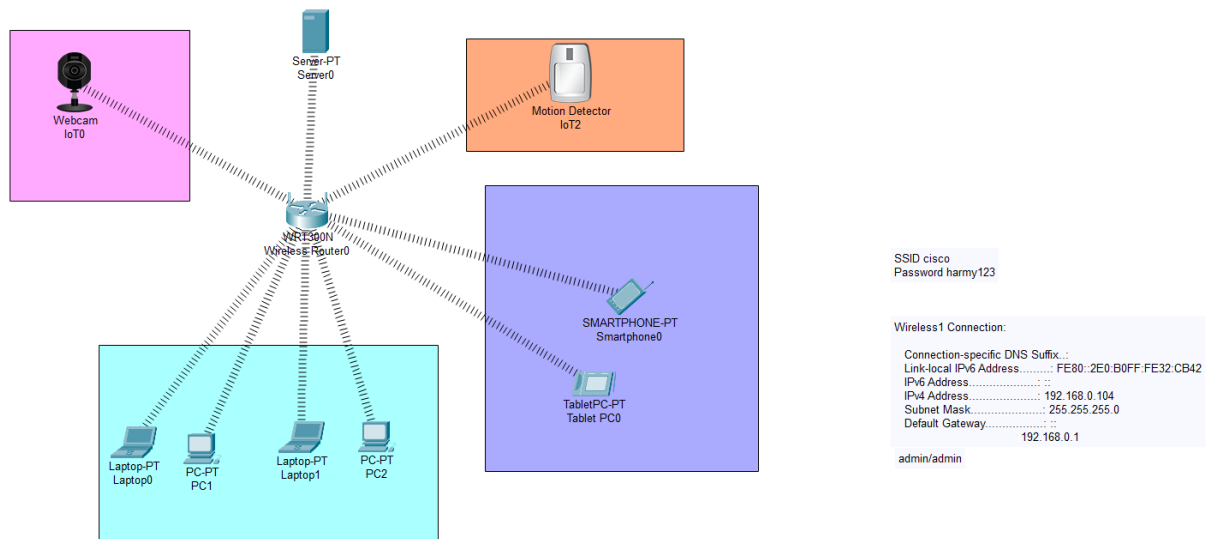 Server-PT
Server0
Webcam
IoT0
Motion Detector
IoT2
WRT300N
Wireless Router0
SMARTPHONE-PT
Smartphone0
TabletPC-PT
Tablet PC0
Laptop-PT
Laptop0
PC-PT
PC1
Laptop-PT
Laptop1
PC-PT
PC2
SSID cisco
Password harmy123
Wireless1 Connection:
Connection-specific DNS Suffix..:
Link-local IPv6 Address.........: FE80::2E0:B0FF:FE32:CB42
IPv6 Address....................: ::
IPv4 Address....................: 192.168.0.104
Subnet Mask.....................: 255.255.255.0
Default Gateway.................: ::
192.168.0.1
admin/admin